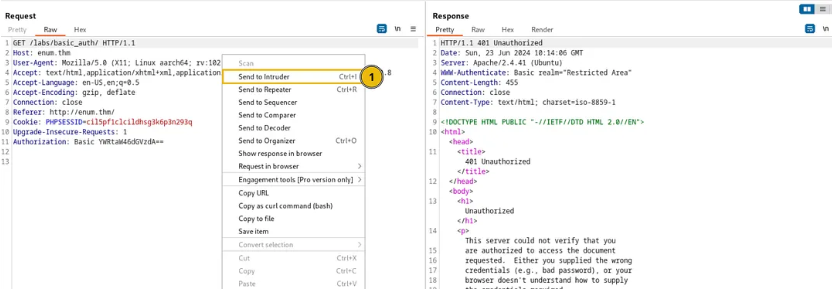 Request
Response
Pretty Raw Hex
\n
Pretty Raw Hex Render
\n
1 GET /labs/basic_auth/ HTTP/1.1
2 Host: enum.thm
3 User-Agent: Mozilla/5.0 (X11; Linux aarch64; rv:102
4 Accept: text/html,application/xhtml+xml,application
.8
5 Accept-Language: en-US,en;q=0.5
6 Accept-Encoding: gzip, deflate
7 Connection: close
8 Referer: http://enum.thm/
9 Cookie: PHPSESSID=cil5pf1clcildhsg3k6p3n293q
10 Upgrade-Insecure-Requests: 1
11 Authorization: Basic YWRtaW46dGVzdA==
12
13
Scan
Send to Intruder Ctrl+I
1
Send to Repeater Ctrl+R
Send to Sequencer
Send to Comparer
Send to Decoder
Send to Organizer Ctrl+O
Show response in browser
Request in browser
Engagement tools [Pro version only]
Copy URL
Copy as curl command (bash)
Copy to file
Save item
Convert selection
Cut Ctrl+X
Copy Ctrl+C
Paste Ctrl+V
1 HTTP/1.1 401 Unauthorized
2 Date: Sun, 23 Jun 2024 10:14:06 GMT
3 Server: Apache/2.4.41 (Ubuntu)
4 WWW-Authenticate: Basic realm="Restricted Area"
5 Content-Length: 455
6 Connection: close
7 Content-Type: text/html; charset=iso-8859-1
8
9 <!DOCTYPE HTML PUBLIC "-//IETF//DTD HTML 2.0//EN">
10 <html>
<head>
11 <title>
401 Unauthorized
</title>
12 </head>
<body>
13 <h1>
Unauthorized
</h1>
14 <p>
This server could not verify that you
15 are authorized to access the document
16 requested. Either you supplied the wrong
17 credentials (e.g., bad password), or your
18 browser doesn't understand how to supply